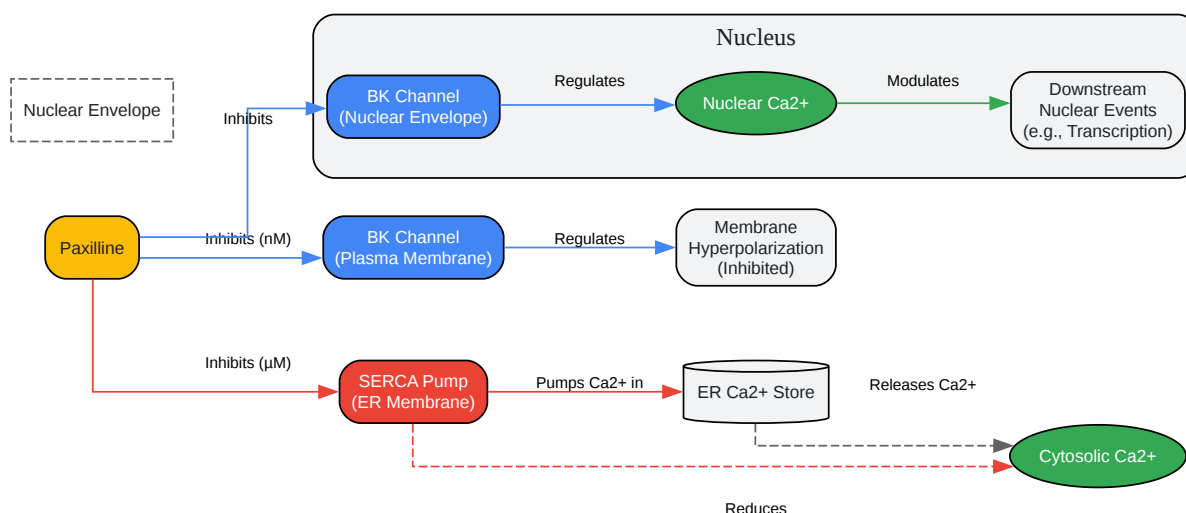 Nucleus
Nuclear Envelope
Inhibits
BK Channel
(Nuclear Envelope)
Regulates
Nuclear Ca2+
Modulates
Downstream
Nuclear Events
(e.g., Transcription)
Paxilline
Inhibits (nM)
BK Channel
(Plasma Membrane)
Regulates
Membrane
Hyperpolarization
(Inhibited)
Inhibits (µM)
SERCA Pump
(ER Membrane)
Pumps Ca2+ in
ER Ca2+ Store
Releases Ca2+
Cytosolic Ca2+
Reduces